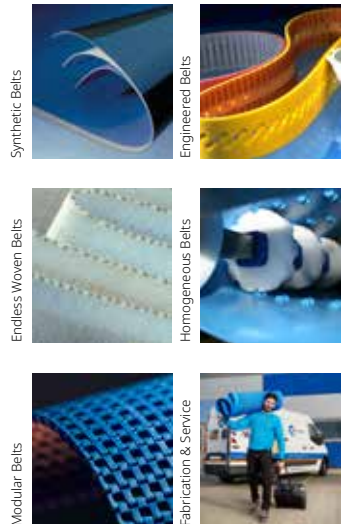 Synthetic Belts
Engineered Belts
Endless Woven Belts
Homogeneous Belts
Modular Belts
Fabrication & Service